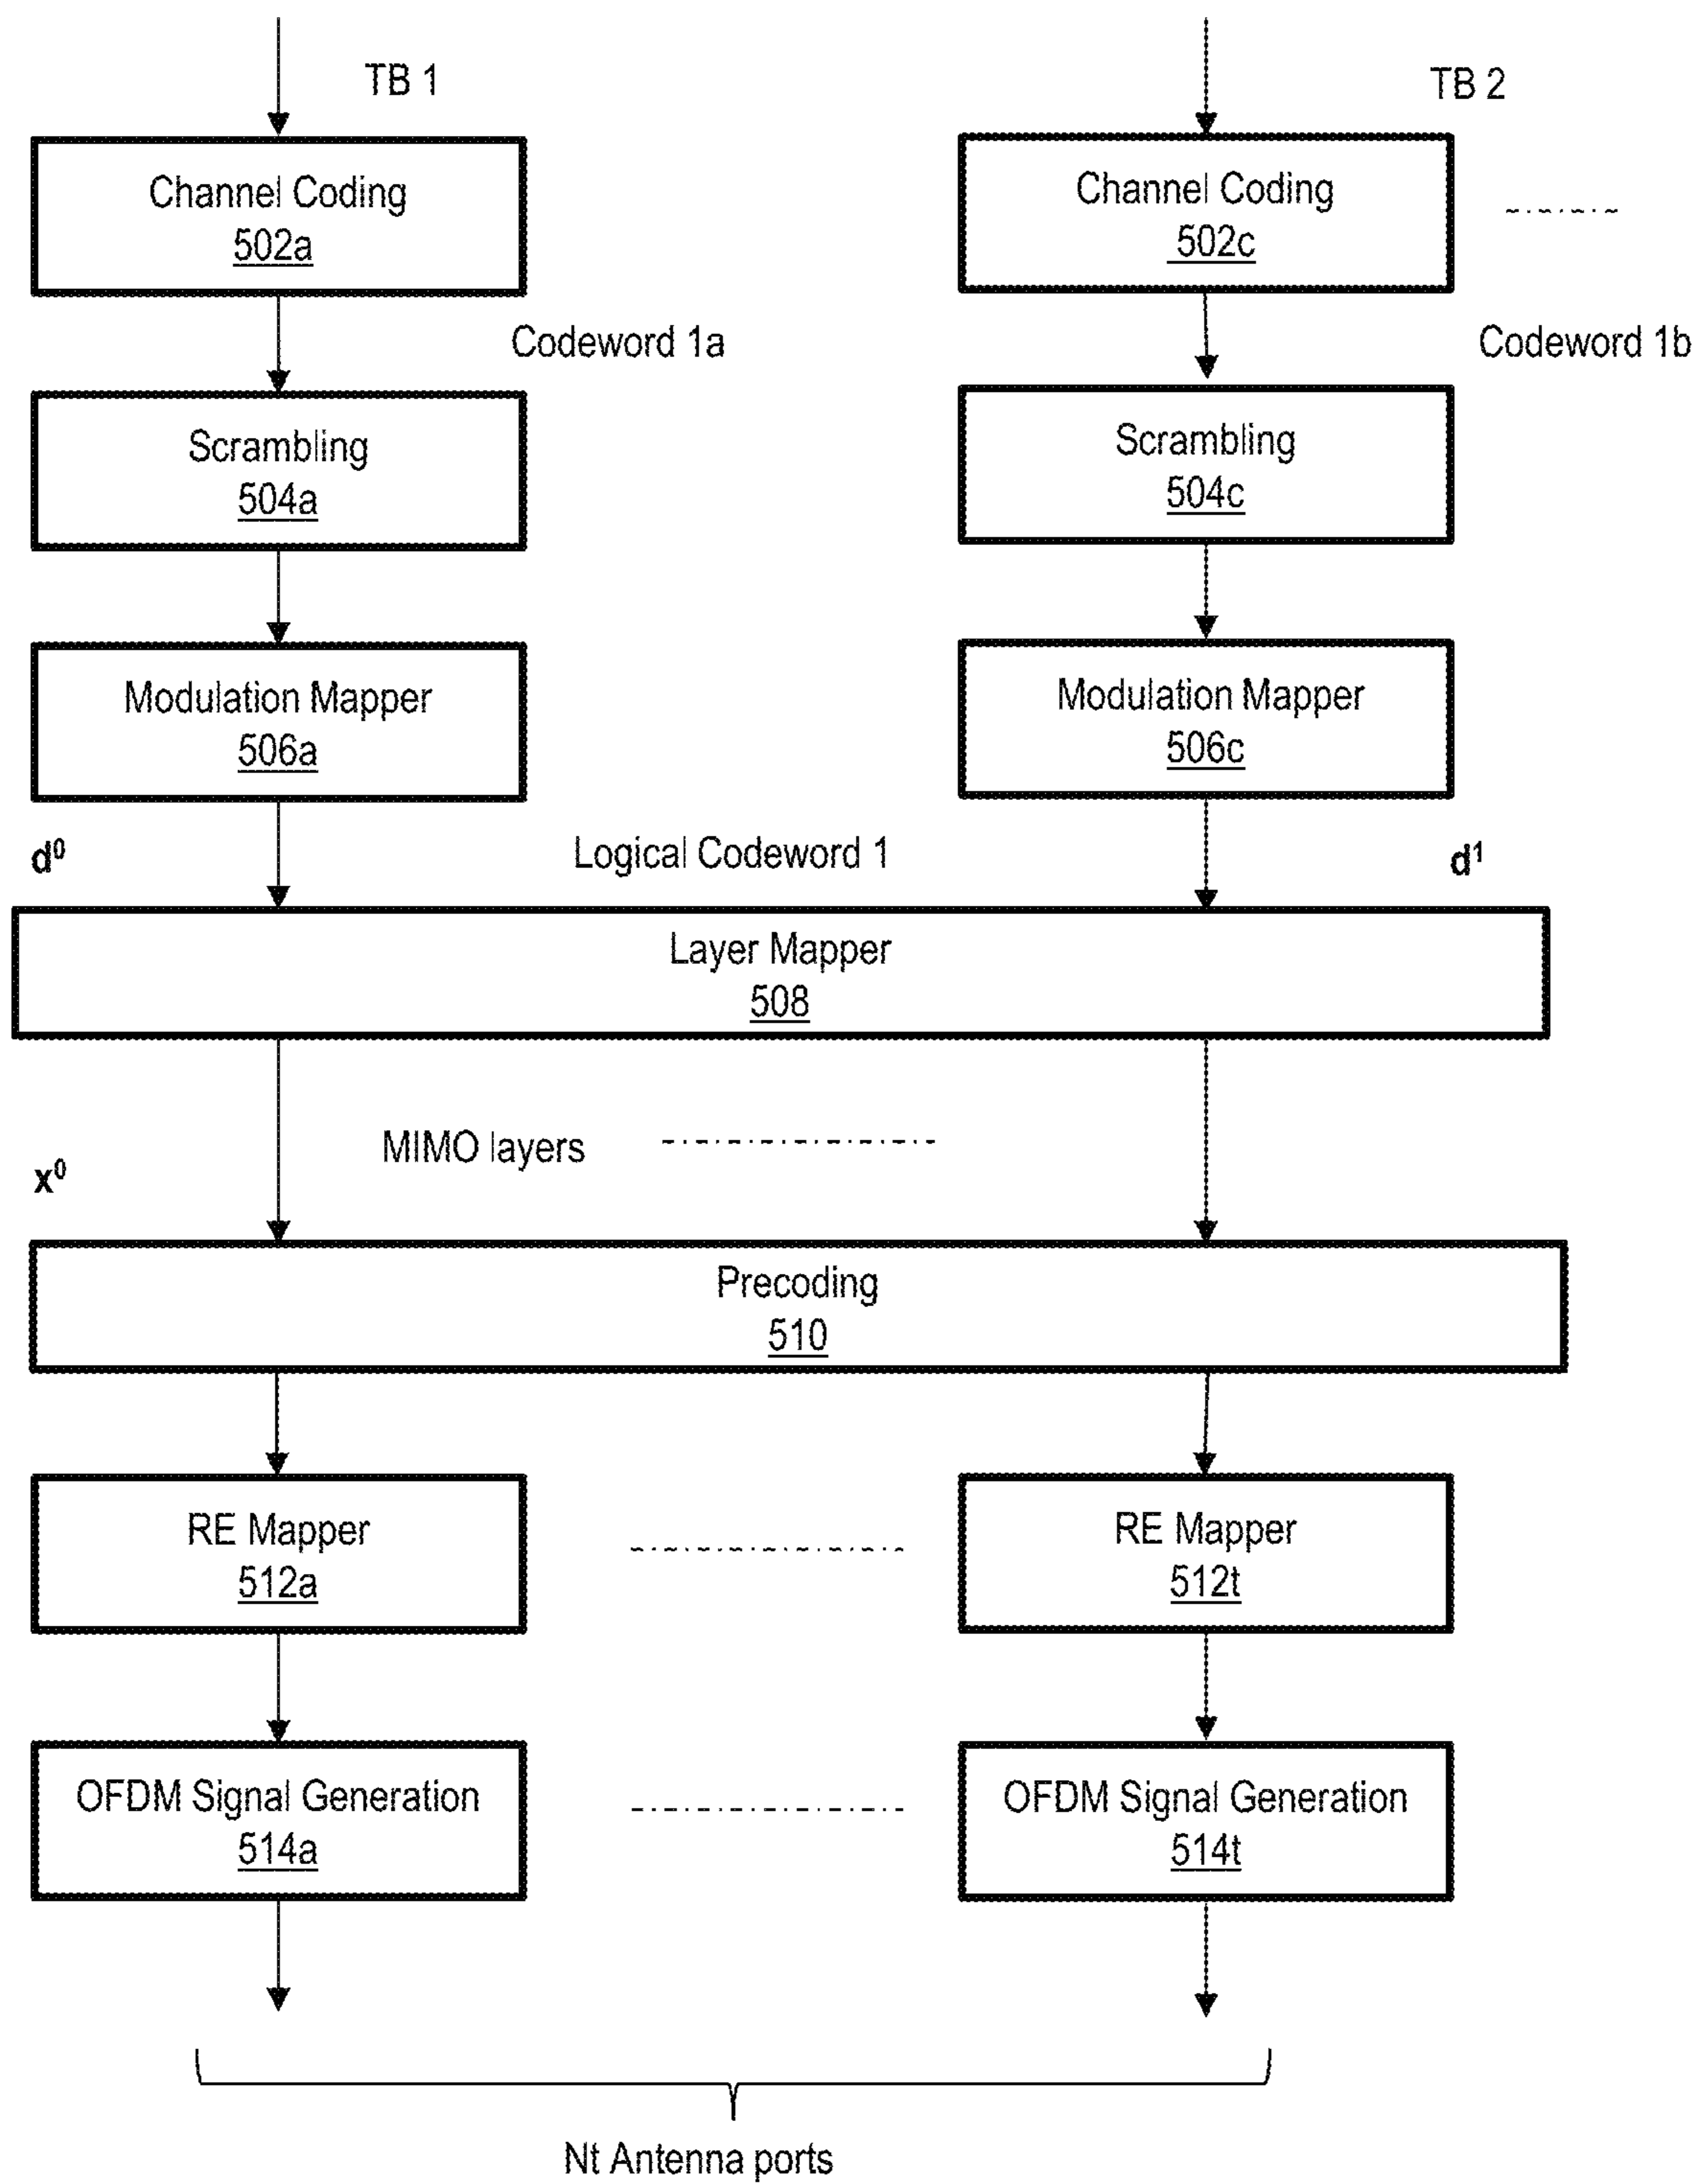 TB 1
TB 2
Channel Coding
502a
Channel Coding
502c
Codeword 1a
Codeword 1b
Scrambling
504a
Scrambling
504c
Modulation Mapper
506a
Modulation Mapper
506c
d⁰
Logical Codeword 1
d¹
Layer Mapper
508
MIMO layers
x⁰
Precoding
510
RE Mapper
512a
RE Mapper
512t
OFDM Signal Generation
514a
OFDM Signal Generation
514t
Nt Antenna ports